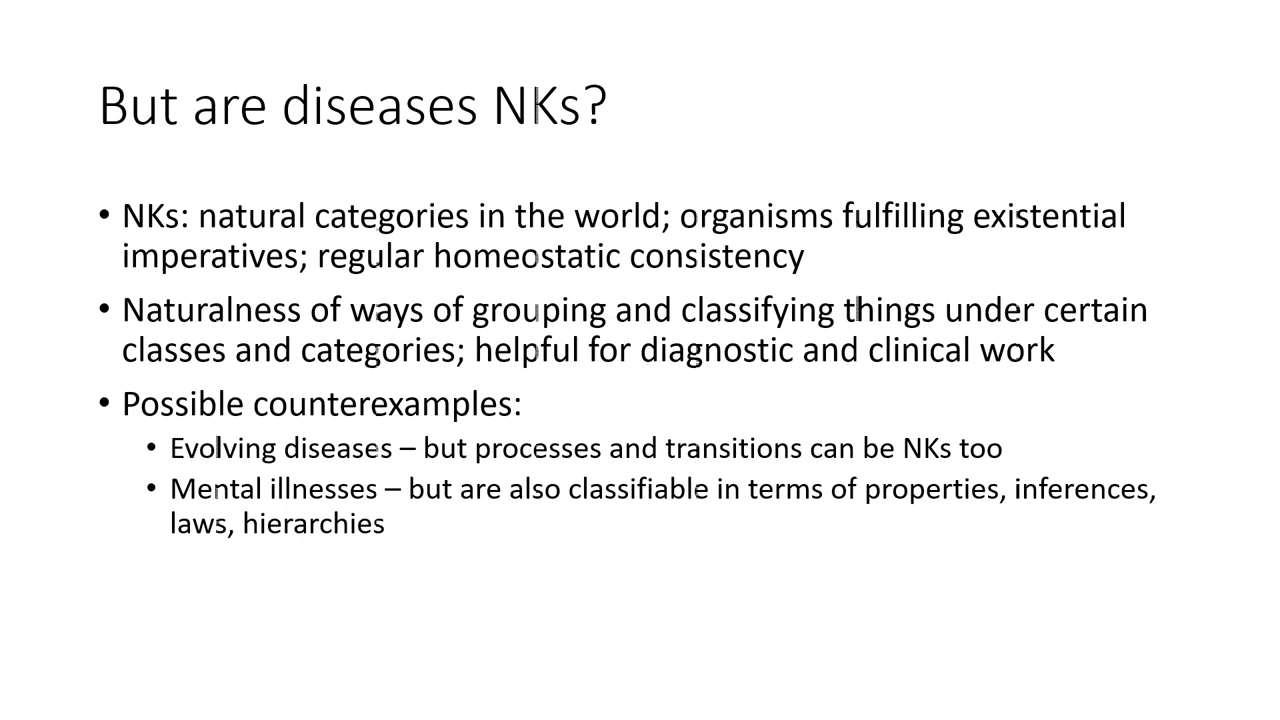 But are diseases NKs?
• NKs: natural categories in the world; organisms fulfilling existential
imperatives; regular homeostatic consistency
• Naturalness of ways of grouping and classifying things under certain
classes and categories; helpful for diagnostic and clinical work
• Possible counterexamples:
• Evolving diseases – but processes and transitions can be NKs too
• Mental illnesses – but are also classifiable in terms of properties, inferences,
laws, hierarchies